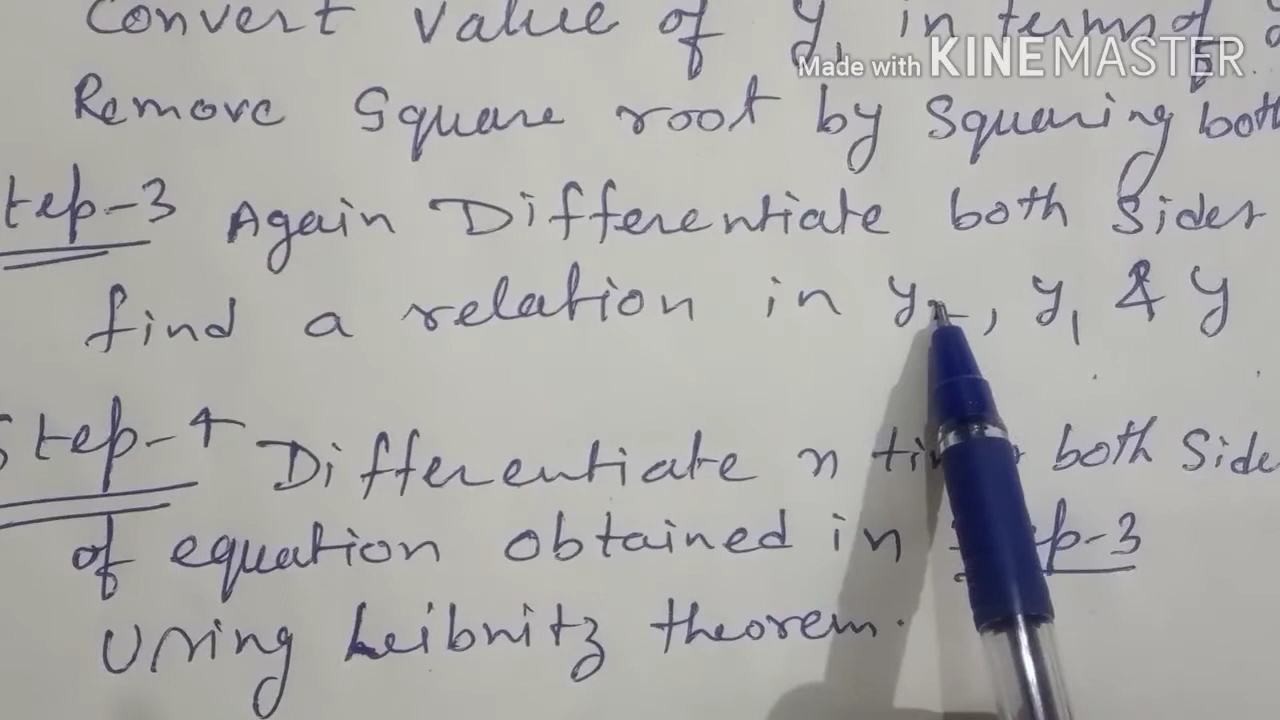 Convert value of y₁ in terms of y
Made with KINEMASTER
Remove Square root by Squaring both
tep-3 Again Differentiate both Sides
find a relation in y₂, y₁ & y
Step-4 Differentiate n times both Side
of equation obtained in Step-3
Using Leibnitz theorem.